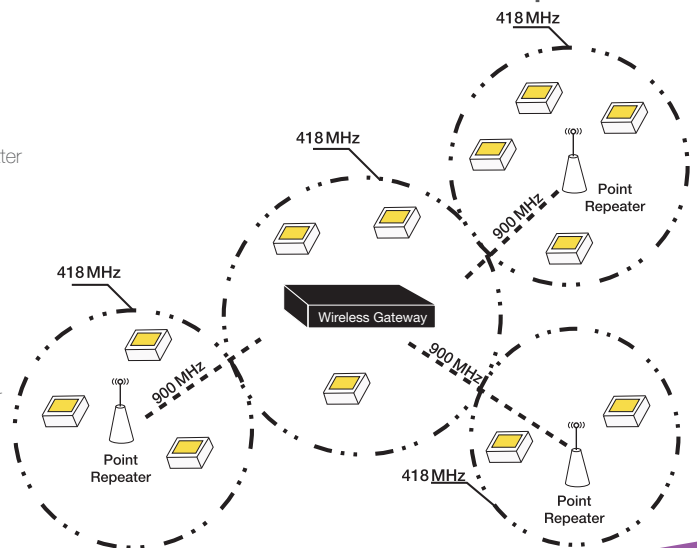 418 MHz
418 MHz
ter
Point
Repeater
900 MHz
418 MHz
Wireless Gateway
900 MHz
900 MHz
Point
Repeater
418 MHz
Point
Repeater